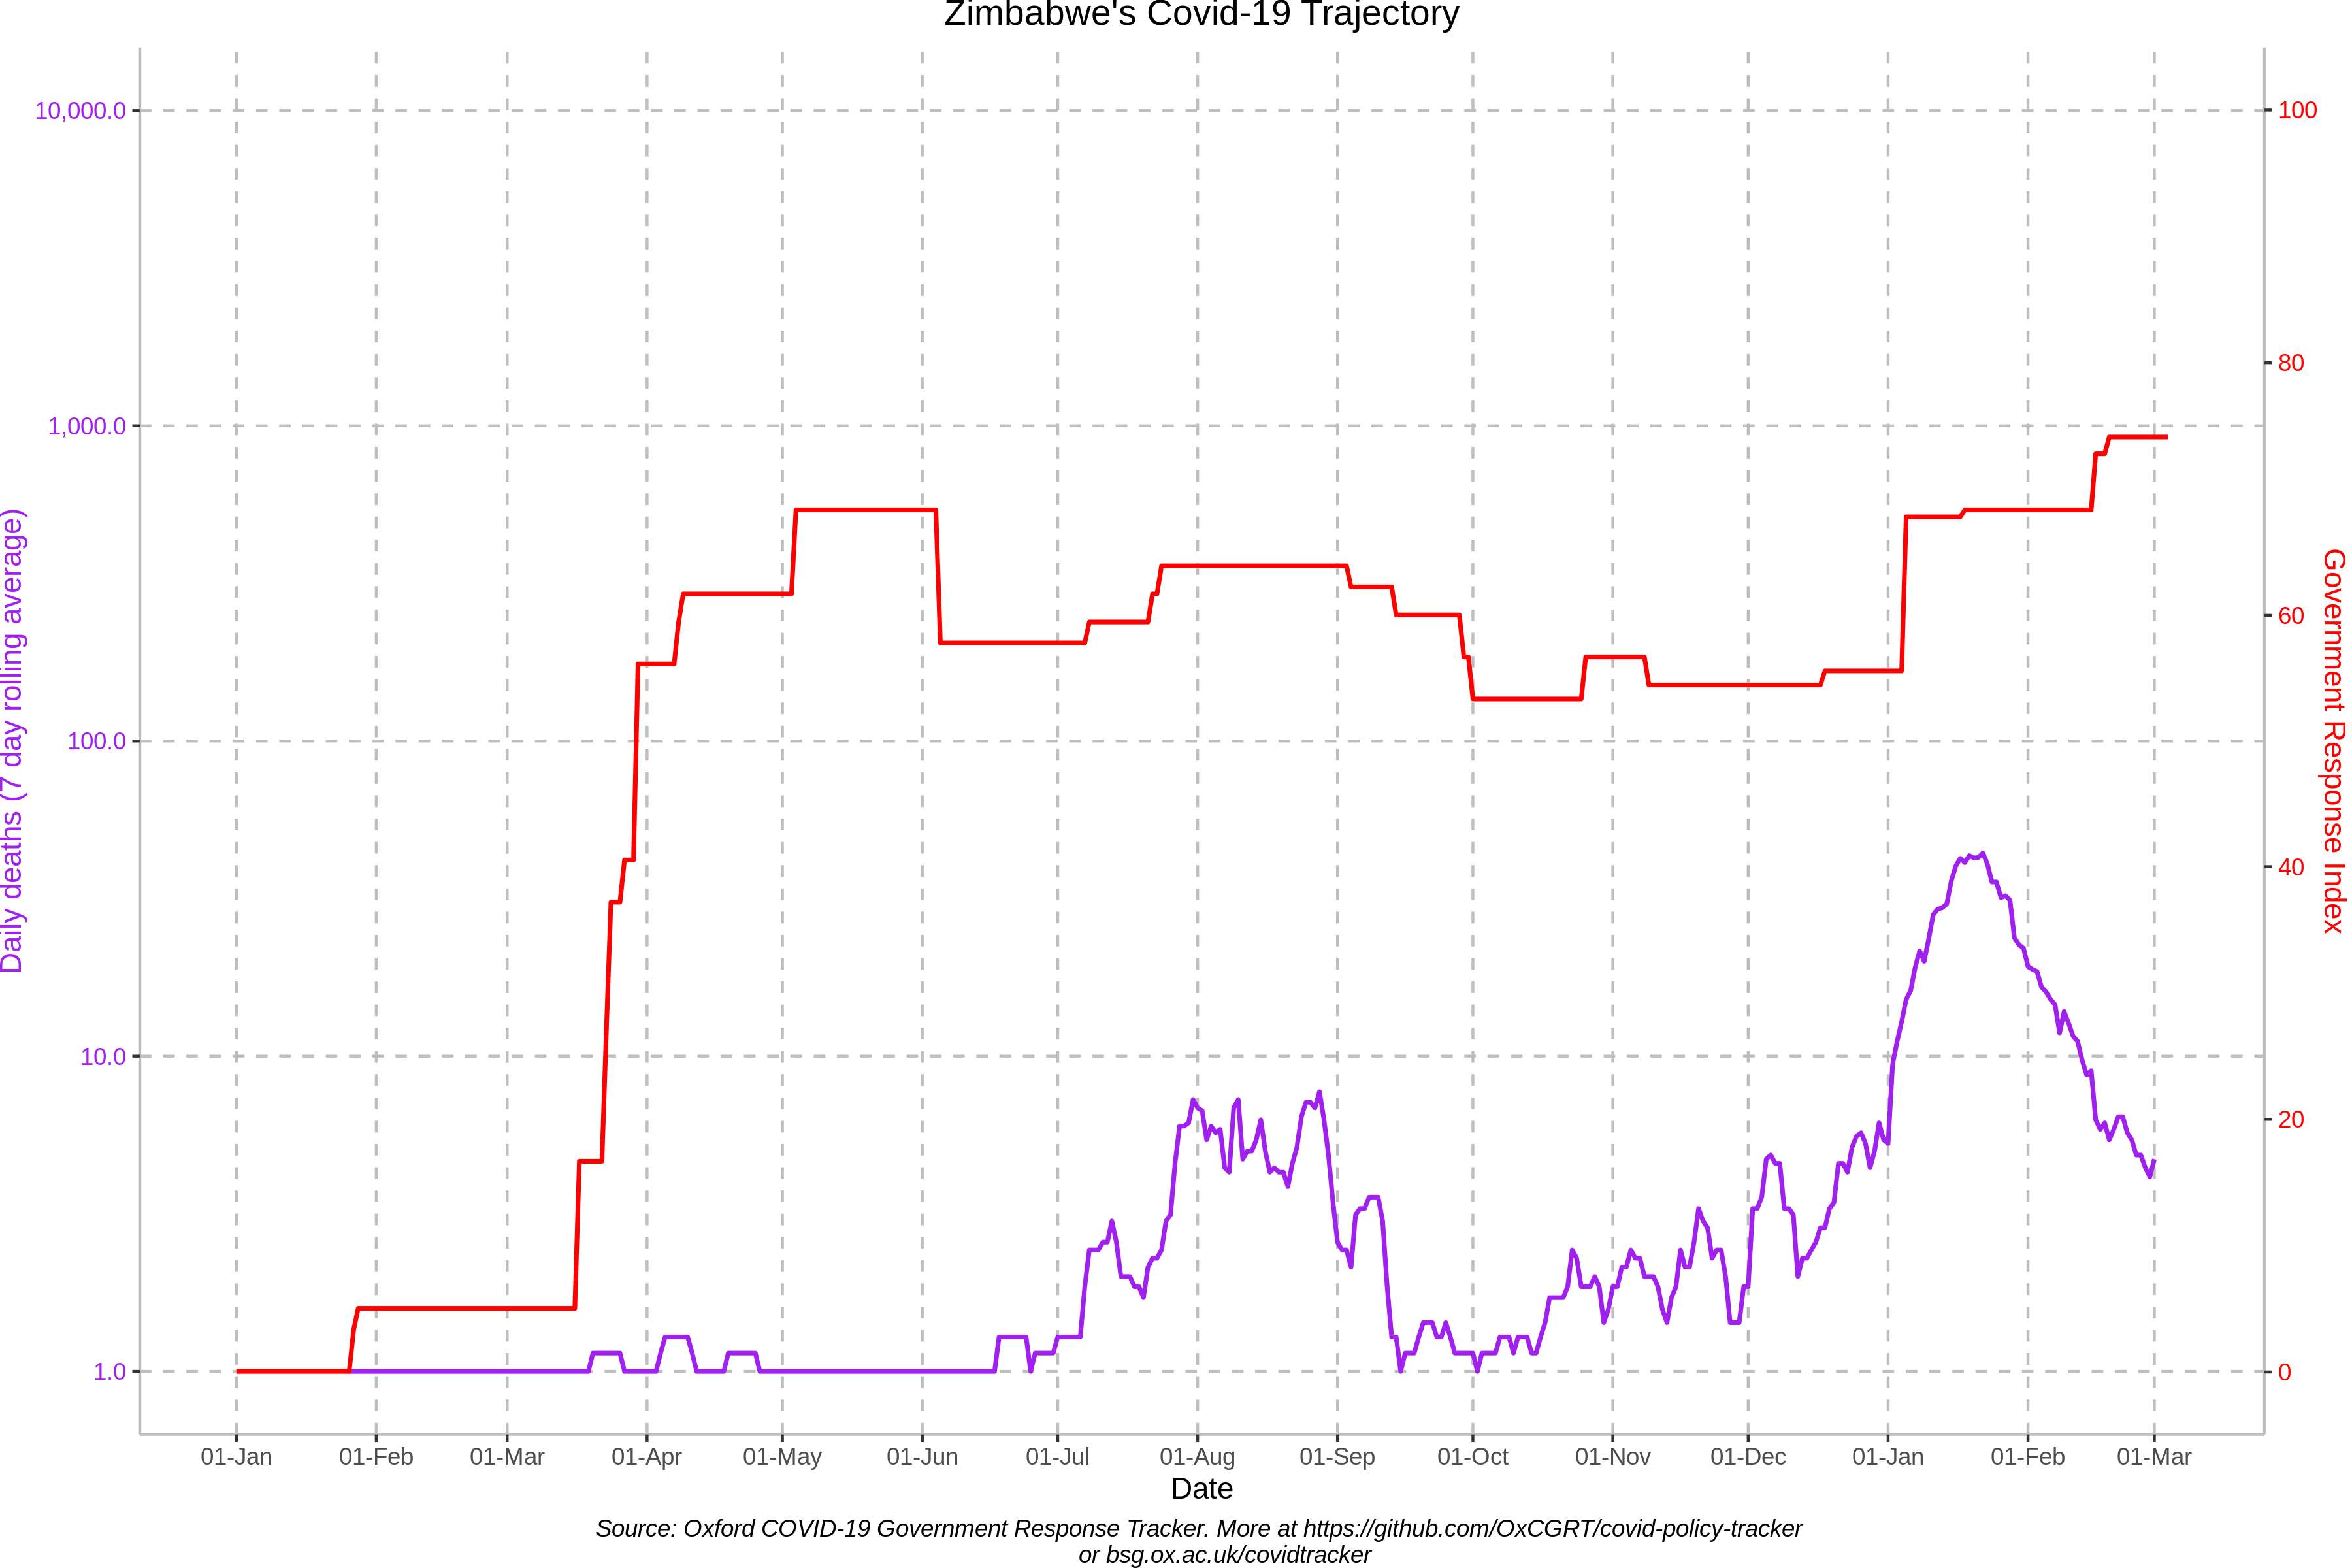 Zimbabwe's Covid-19 Trajectory
10,000.0
1,000.0
100.0
10.0
1.0
Daily deaths (7 day rolling average)
100
80
60
40
20
0
Government Response Index
01-Jan 01-Feb 01-Mar 01-Apr 01-May 01-Jun 01-Jul 01-Aug 01-Sep 01-Oct 01-Nov 01-Dec 01-Jan 01-Feb 01-Mar
Date
Source: Oxford COVID-19 Government Response Tracker. More at https://github.com/OxCGRT/covid-policy-tracker
or bsg.ox.ac.uk/covidtracker